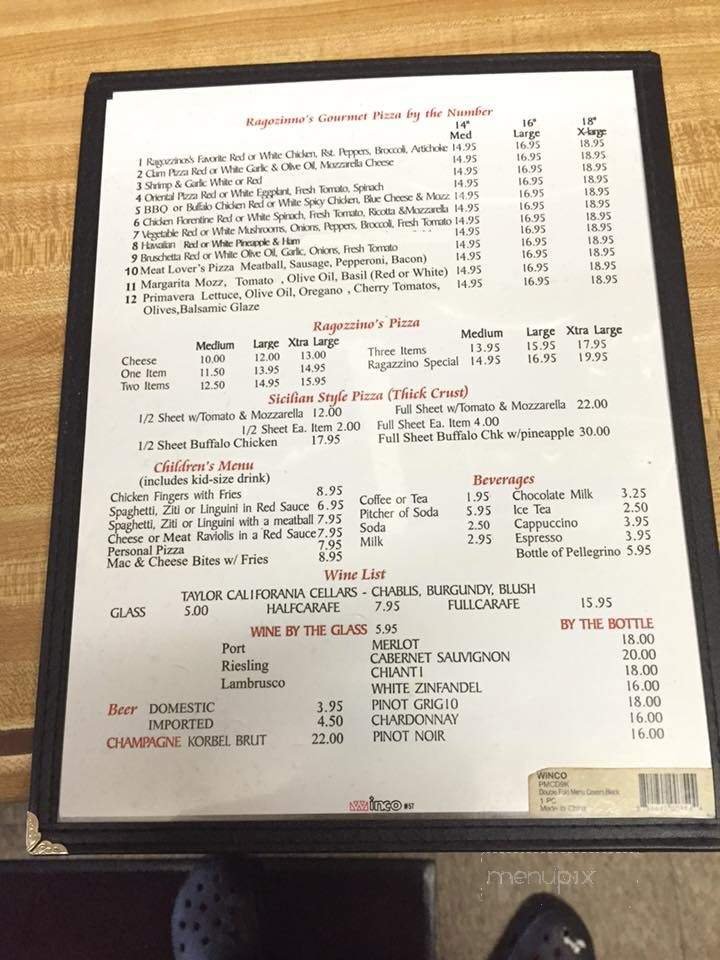 Ragozinno's Gourmet Pizza by the Number
14" 16" 18"
Med Large X-large
1 Ragozzinos's Favorite Red or White Chicken, Rst. Peppers, Broccoli, Artichoke 14.95 16.95 18.95
2 Clam Pizza Red or White Garlic & Olive Oil, Mozzarella Cheese 14.95 16.95 18.95
3 Shrimp & Garlic White or Red 14.95 16.95 18.95
4 Oriental Pizza Red or White Eggplant, Fresh Tomato, Spinach 14.95 16.95 18.95
5 BBQ or Buffalo Chicken Red or White Spicy Chicken, Blue Cheese & Mozz 14.95 16.95 18.95
6 Chicken Florentine Red or White Spinach, Fresh Tomato, Ricotta &Mozzarella 14.95 16.95 18.95
7 Vegetable Red or White Mushrooms, Onions, Peppers, Broccoli, Fresh Tomato 14.95 16.95 18.95
8 Hawaiian Red or White Pineapple & Ham 14.95 16.95 18.95
9 Bruschetta Red or White Olive Oil, Garlic, Onions, Fresh Tomato 14.95 16.95 18.95
10 Meat Lover's Pizza Meatball, Sausage, Pepperoni, Bacon) 14.95 16.95 18.95
11 Margarita Mozz, Tomato , Olive Oil, Basil (Red or White) 14.95 16.95 18.95
12 Primavera Lettuce, Olive Oil, Oregano , Cherry Tomatos, 14.95 16.95 18.95
Olives,Balsamic Glaze
Ragozzino's Pizza
Medium Large Xtra Large Medium Large Xtra Large
Cheese 10.00 12.00 13.00 Three Items 13.95 15.95 17.95
One Item 11.50 13.95 14.95 Ragazzino Special 14.95 16.95 19.95
Two Items 12.50 14.95 15.95
Sicilian Style Pizza (Thick Crust)
1/2 Sheet w/Tomato & Mozzarella 12.00 Full Sheet w/Tomato & Mozzarella 22.00
1/2 Sheet Ea. Item 2.00 Full Sheet Ea. Item 4.00
1/2 Sheet Buffalo Chicken 17.95 Full Sheet Buffalo Chk w/pineapple 30.00
Children's Menu
(includes kid-size drink)
Chicken Fingers with Fries 8.95
Spaghetti, Ziti or Linguini in Red Sauce 6.95
Spaghetti, Ziti or Linguini with a meatball 7.95
Cheese or Meat Raviolis in a Red Sauce 7.95
Personal Pizza 7.95
Mac & Cheese Bites w/ Fries 8.95
Beverages
Coffee or Tea 1.95 Chocolate Milk 3.25
Pitcher of Soda 5.95 Ice Tea 2.50
Soda 2.50 Cappuccino 3.95
Milk 2.95 Espresso 3.95
Bottle of Pellegrino 5.95
Wine List
TAYLOR CALIFORANIA CELLARS - CHABLIS, BURGUNDY, BLUSH
GLASS 5.00 HALFCARAFE 7.95 FULLCARAFE 15.95
WINE BY THE GLASS 5.95 BY THE BOTTLE
Port MERLOT 18.00
Riesling CABERNET SAUVIGNON 20.00
Lambrusco CHIANTI 18.00
WHITE ZINFANDEL 16.00
Beer DOMESTIC 3.95 PINOT GRIG10 18.00
IMPORTED 4.50 CHARDONNAY 16.00
CHAMPAGNE KORBEL BRUT 22.00 PINOT NOIR 16.00
WINCO
PMCD9K
Double Fold Menu Covers Black
1 PC
Made in China
winco #57
menupix